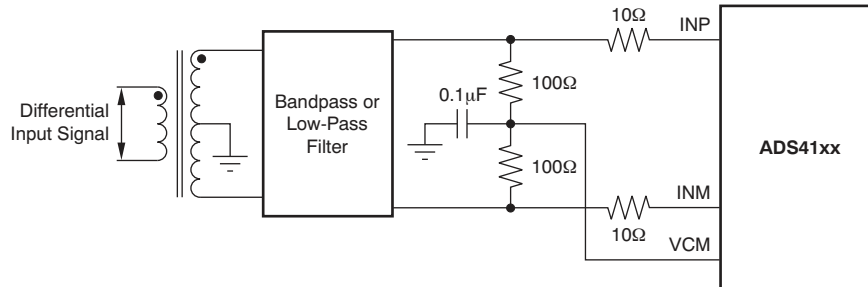 Differential
Input Signal
Bandpass or
Low-Pass
Filter
0.1μF
100Ω
100Ω
10Ω
10Ω
INP
INM
VCM
ADS41xx